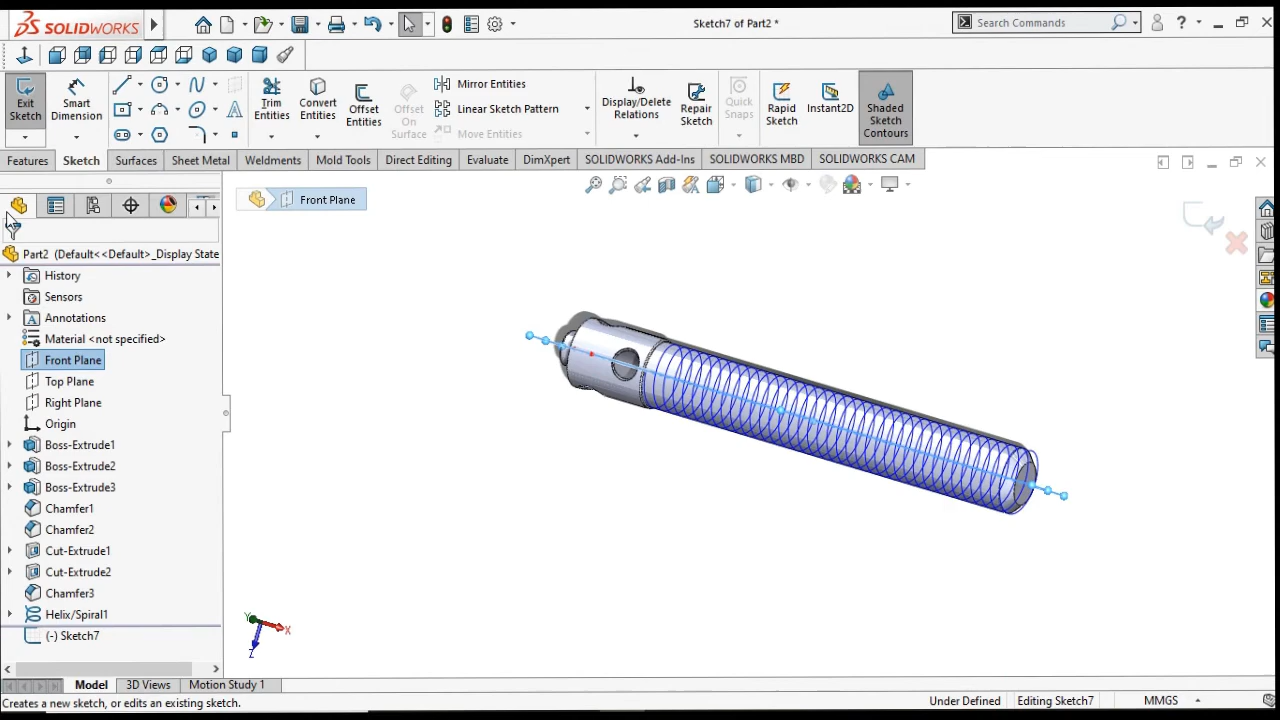 SOLIDWORKS
Sketch7 of Part2 *
Search Commands
?
Exit Sketch
Smart Dimension
Trim Entities
Convert Entities
Offset Entities
Offset On Surface
Mirror Entities
Linear Sketch Pattern
Move Entities
Display/Delete Relations
Repair Sketch
Quick Snaps
Rapid Sketch
Instant2D
Shaded Sketch Contours
Features
Sketch
Surfaces
Sheet Metal
Weldments
Mold Tools
Direct Editing
Evaluate
DimXpert
SOLIDWORKS Add-Ins
SOLIDWORKS MBD
SOLIDWORKS CAM
Front Plane
Part2 (Default<<Default>_Display State
History
Sensors
Annotations
Material <not specified>
Front Plane
Top Plane
Right Plane
Origin
Boss-Extrude1
Boss-Extrude2
Boss-Extrude3
Chamfer1
Chamfer2
Cut-Extrude1
Cut-Extrude2
Chamfer3
Helix/Spiral1
(-) Sketch7
Y
X
Z
Model
3D Views
Motion Study 1
Creates a new sketch, or edits an existing sketch.
Under Defined
Editing Sketch7
MMGS